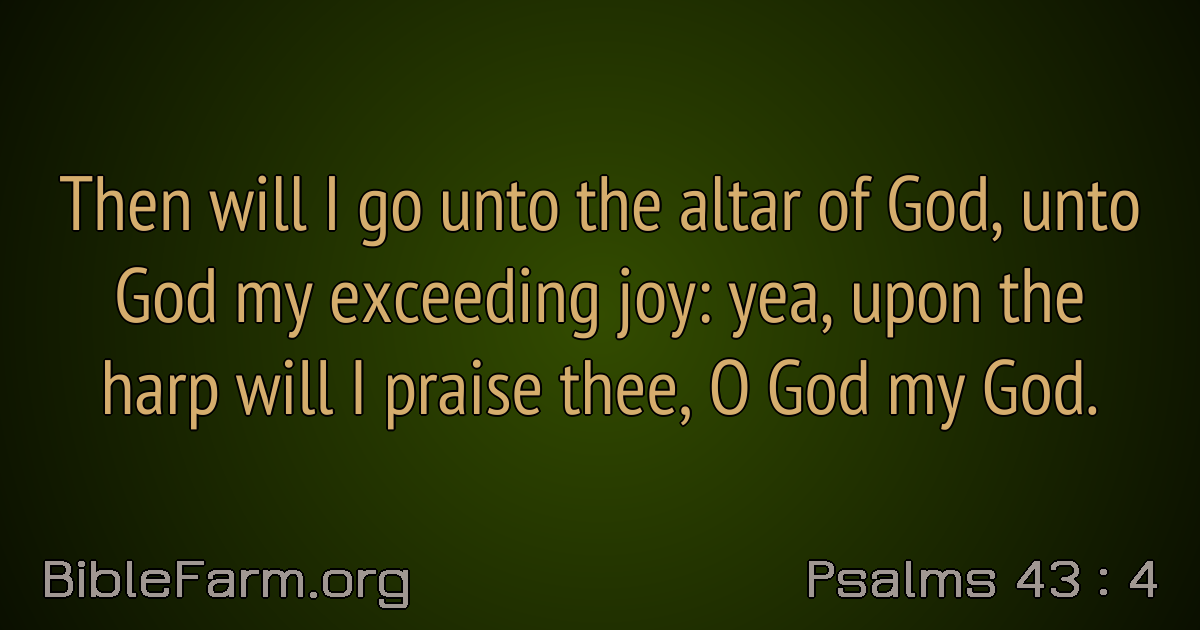 Then will I go unto the altar of God, unto
God my exceeding joy: yea, upon the
harp will I praise thee, O God my God.
BibleFarm.org
Psalms 43 : 4